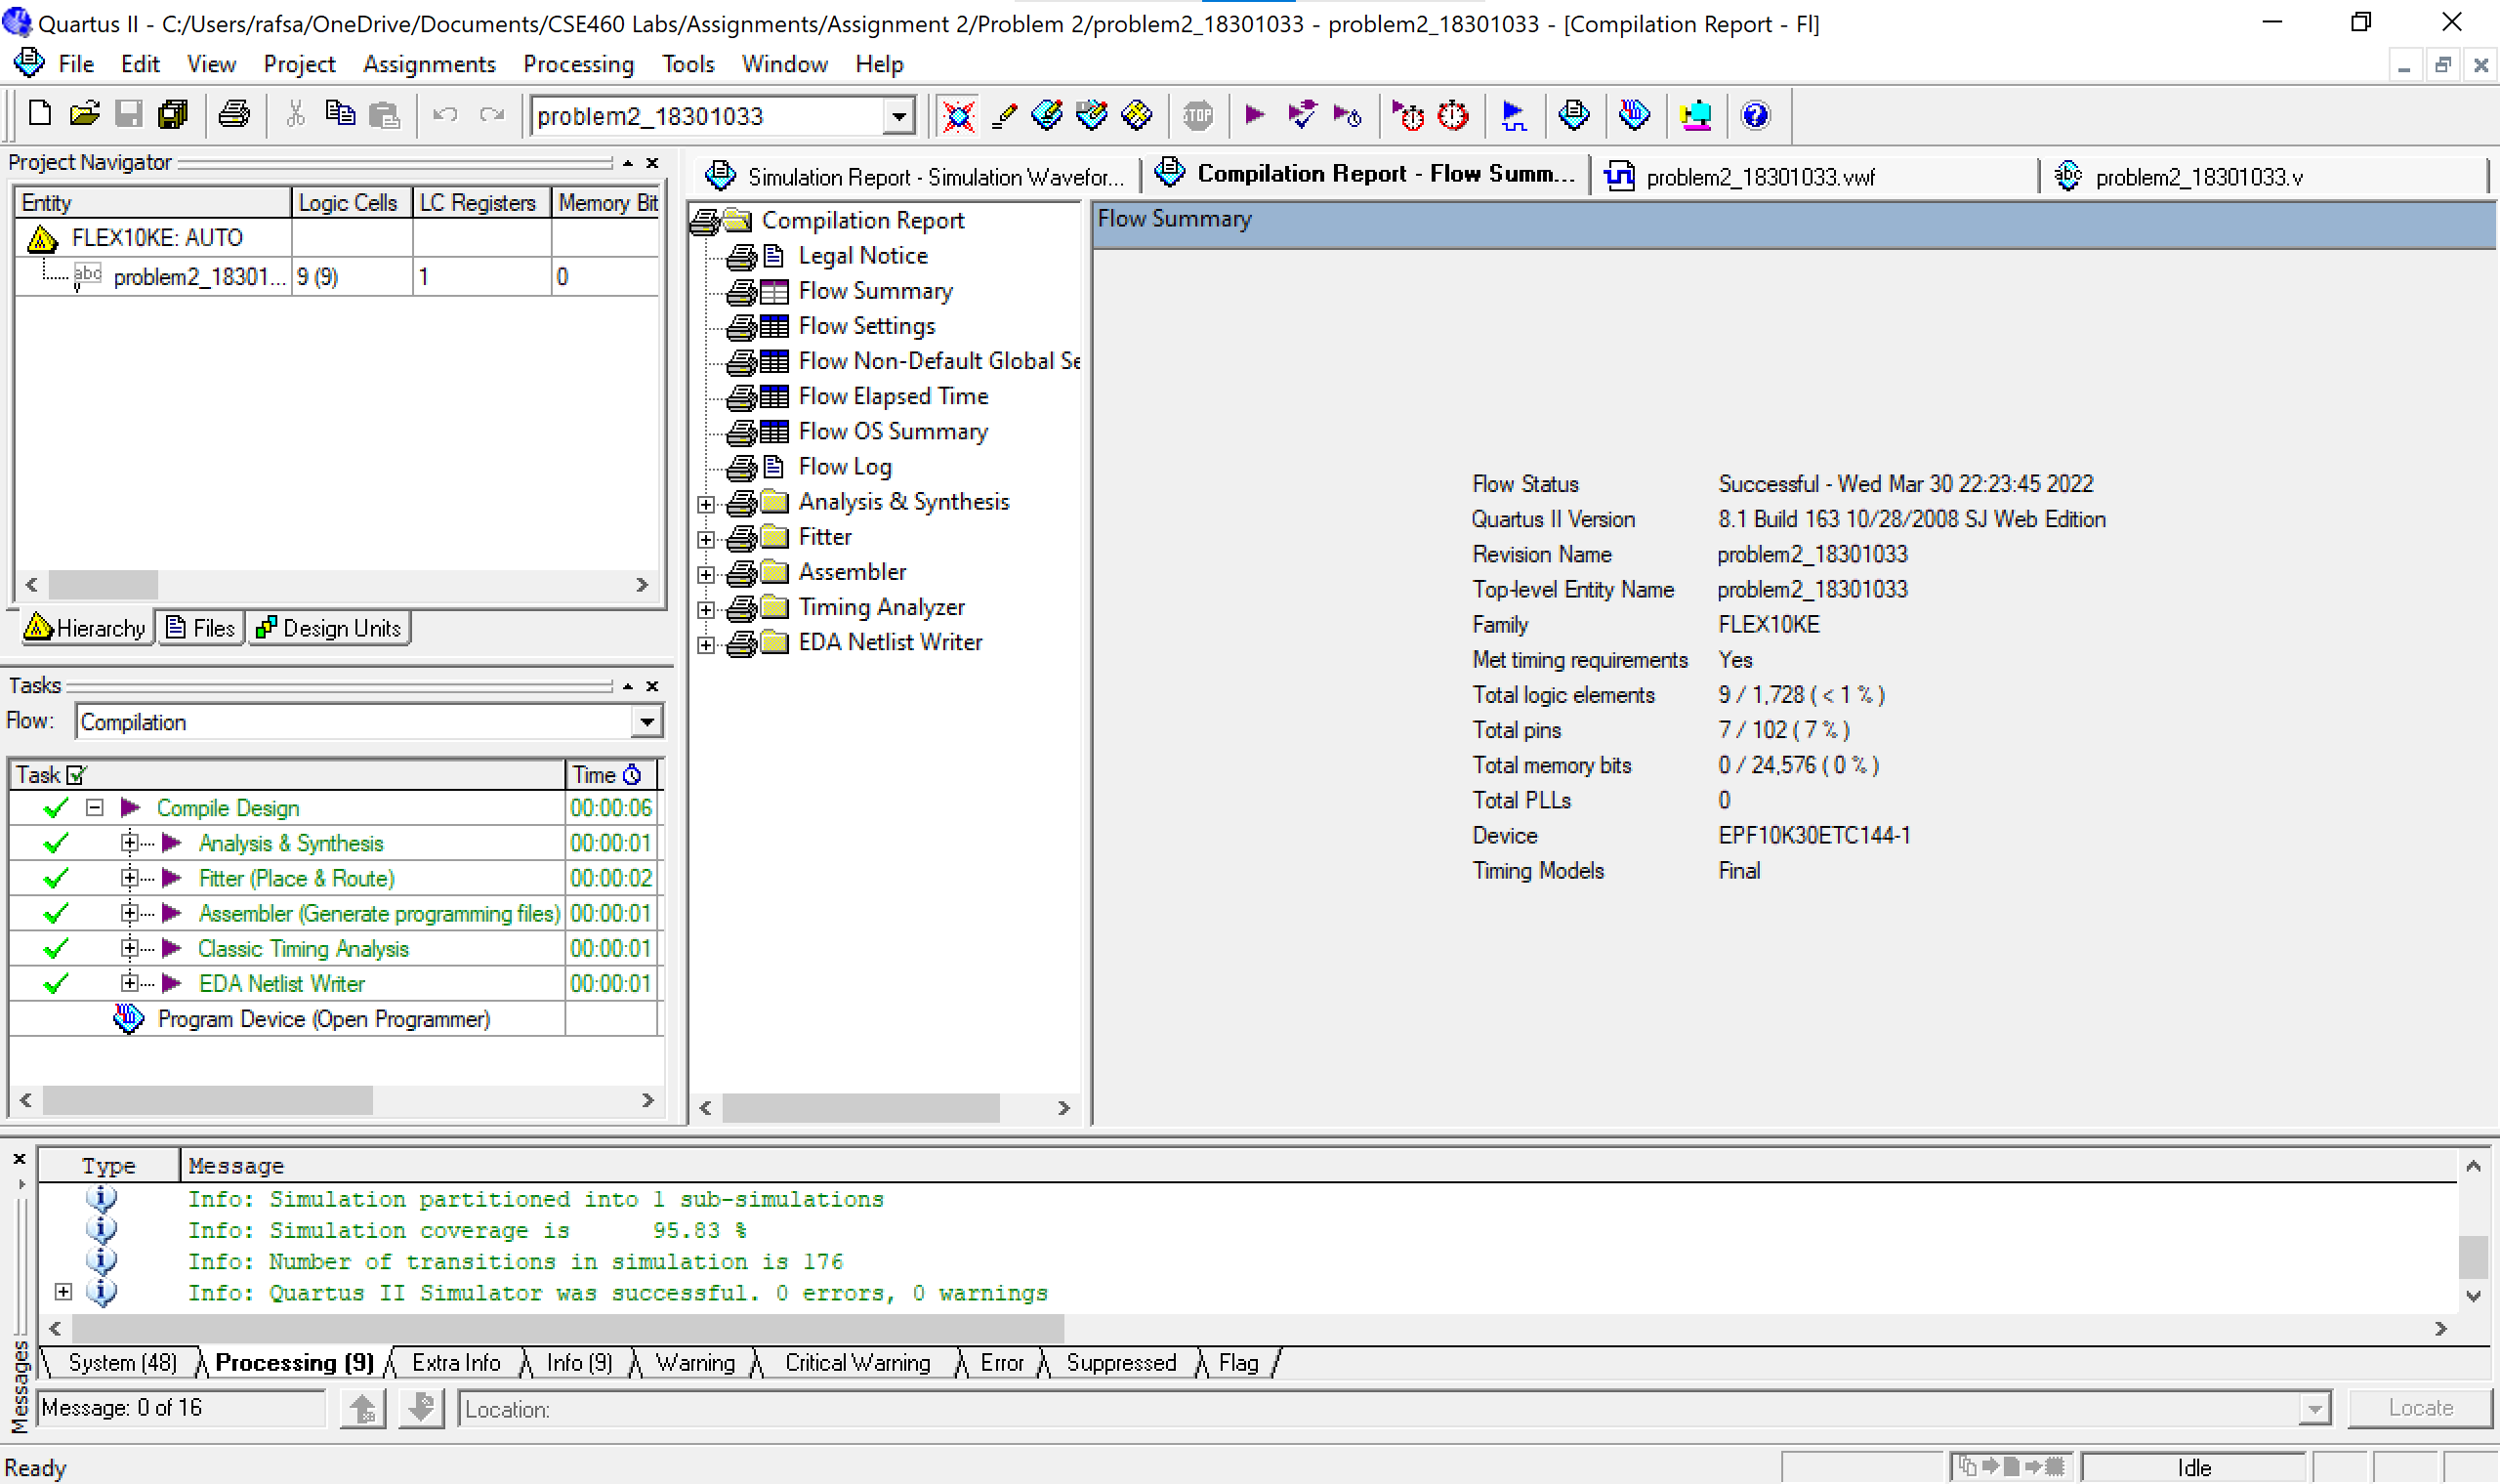 Quartus II - C:/Users/rafsa/OneDrive/Documents/CSE460 Labs/Assignments/Assignment 2/Problem 2/problem2_18301033 - problem2_18301033 - [Compilation Report - Fl]
File Edit View Project Assignments Processing Tools Window Help
problem2_18301033
STOP
Project Navigator
Entity Logic Cells LC Registers Memory Bit
FLEX10KE: AUTO
abc problem2_18301... 9 (9) 1 0
Hierarchy Files Design Units
Tasks
Flow: Compilation
Task Time
Compile Design 00:00:06
Analysis & Synthesis 00:00:01
Fitter (Place & Route) 00:00:02
Assembler (Generate programming files) 00:00:01
Classic Timing Analysis 00:00:01
EDA Netlist Writer 00:00:01
Program Device (Open Programmer)
Simulation Report - Simulation Wavefor... Compilation Report - Flow Summ... problem2_18301033.vwf abc problem2_18301033.v
Compilation Report
Legal Notice
Flow Summary
Flow Settings
Flow Non-Default Global Se
Flow Elapsed Time
Flow OS Summary
Flow Log
Analysis & Synthesis
Fitter
Assembler
Timing Analyzer
EDA Netlist Writer
Flow Summary
Flow Status Successful - Wed Mar 30 22:23:45 2022
Quartus II Version 8.1 Build 163 10/28/2008 SJ Web Edition
Revision Name problem2_18301033
Top-level Entity Name problem2_18301033
Family FLEX10KE
Met timing requirements Yes
Total logic elements 9 / 1,728 ( < 1 % )
Total pins 7 / 102 ( 7 % )
Total memory bits 0 / 24,576 ( 0 % )
Total PLLs 0
Device EPF10K30ETC144-1
Timing Models Final
Type Message
Info: Simulation partitioned into 1 sub-simulations
Info: Simulation coverage is 95.83 %
Info: Number of transitions in simulation is 176
Info: Quartus II Simulator was successful. 0 errors, 0 warnings
System (48) Processing (9) Extra Info Info (9) Warning Critical Warning Error Suppressed Flag
Messages
Message: 0 of 16 Location: Locate
Ready Idle